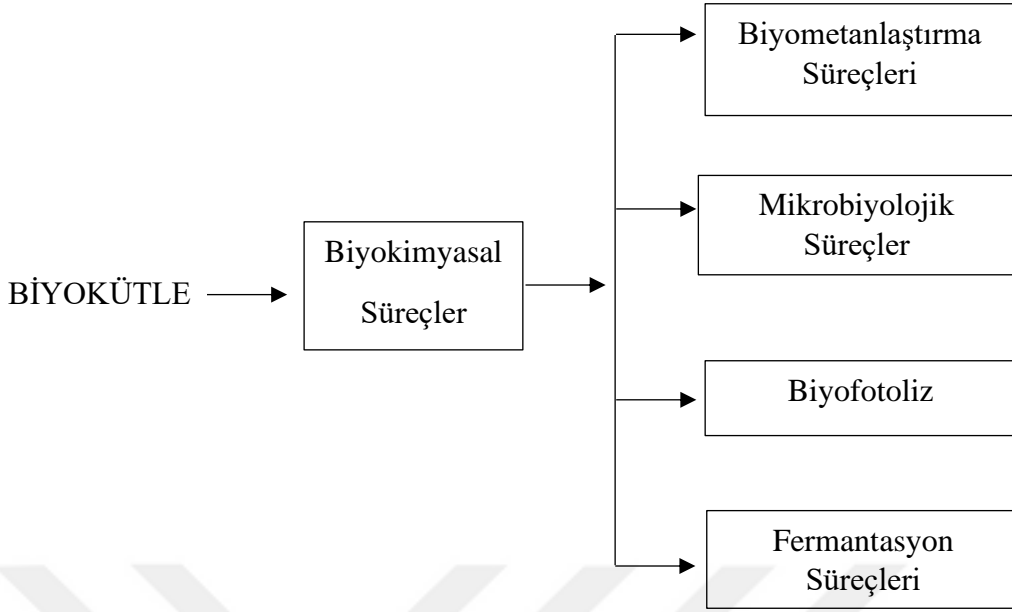 BİYOKÜTLE
Biyokimyasal
Süreçler
Biyometanlaştırma
Süreçleri
Mikrobiyolojik
Süreçler
Biyofotoliz
Fermantasyon
Süreçleri